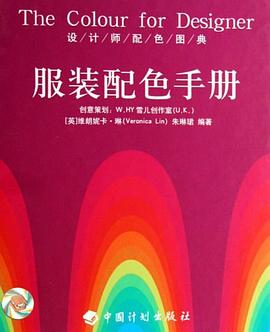 The Colour for Designer
设/计/师/配/色/图/典
服装配色手册
创意策划：W.HY雪儿创作室(U.K.)
[英]维朗妮卡·琳(Veronica Lin) 朱琳珺 编著
中国计划出版社